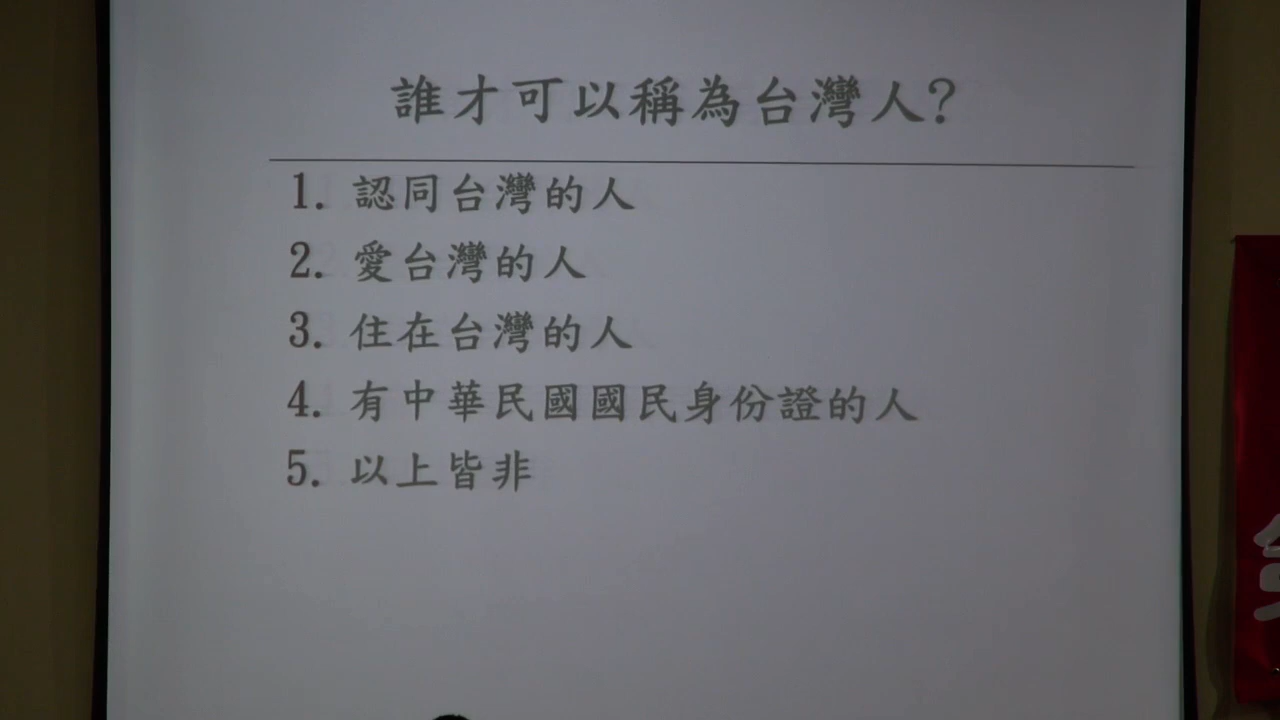 誰才可以稱為台灣人?
1. 認同台灣的人
2. 愛台灣的人
3. 住在台灣的人
4. 有中華民國國民身份證的人
5. 以上皆非